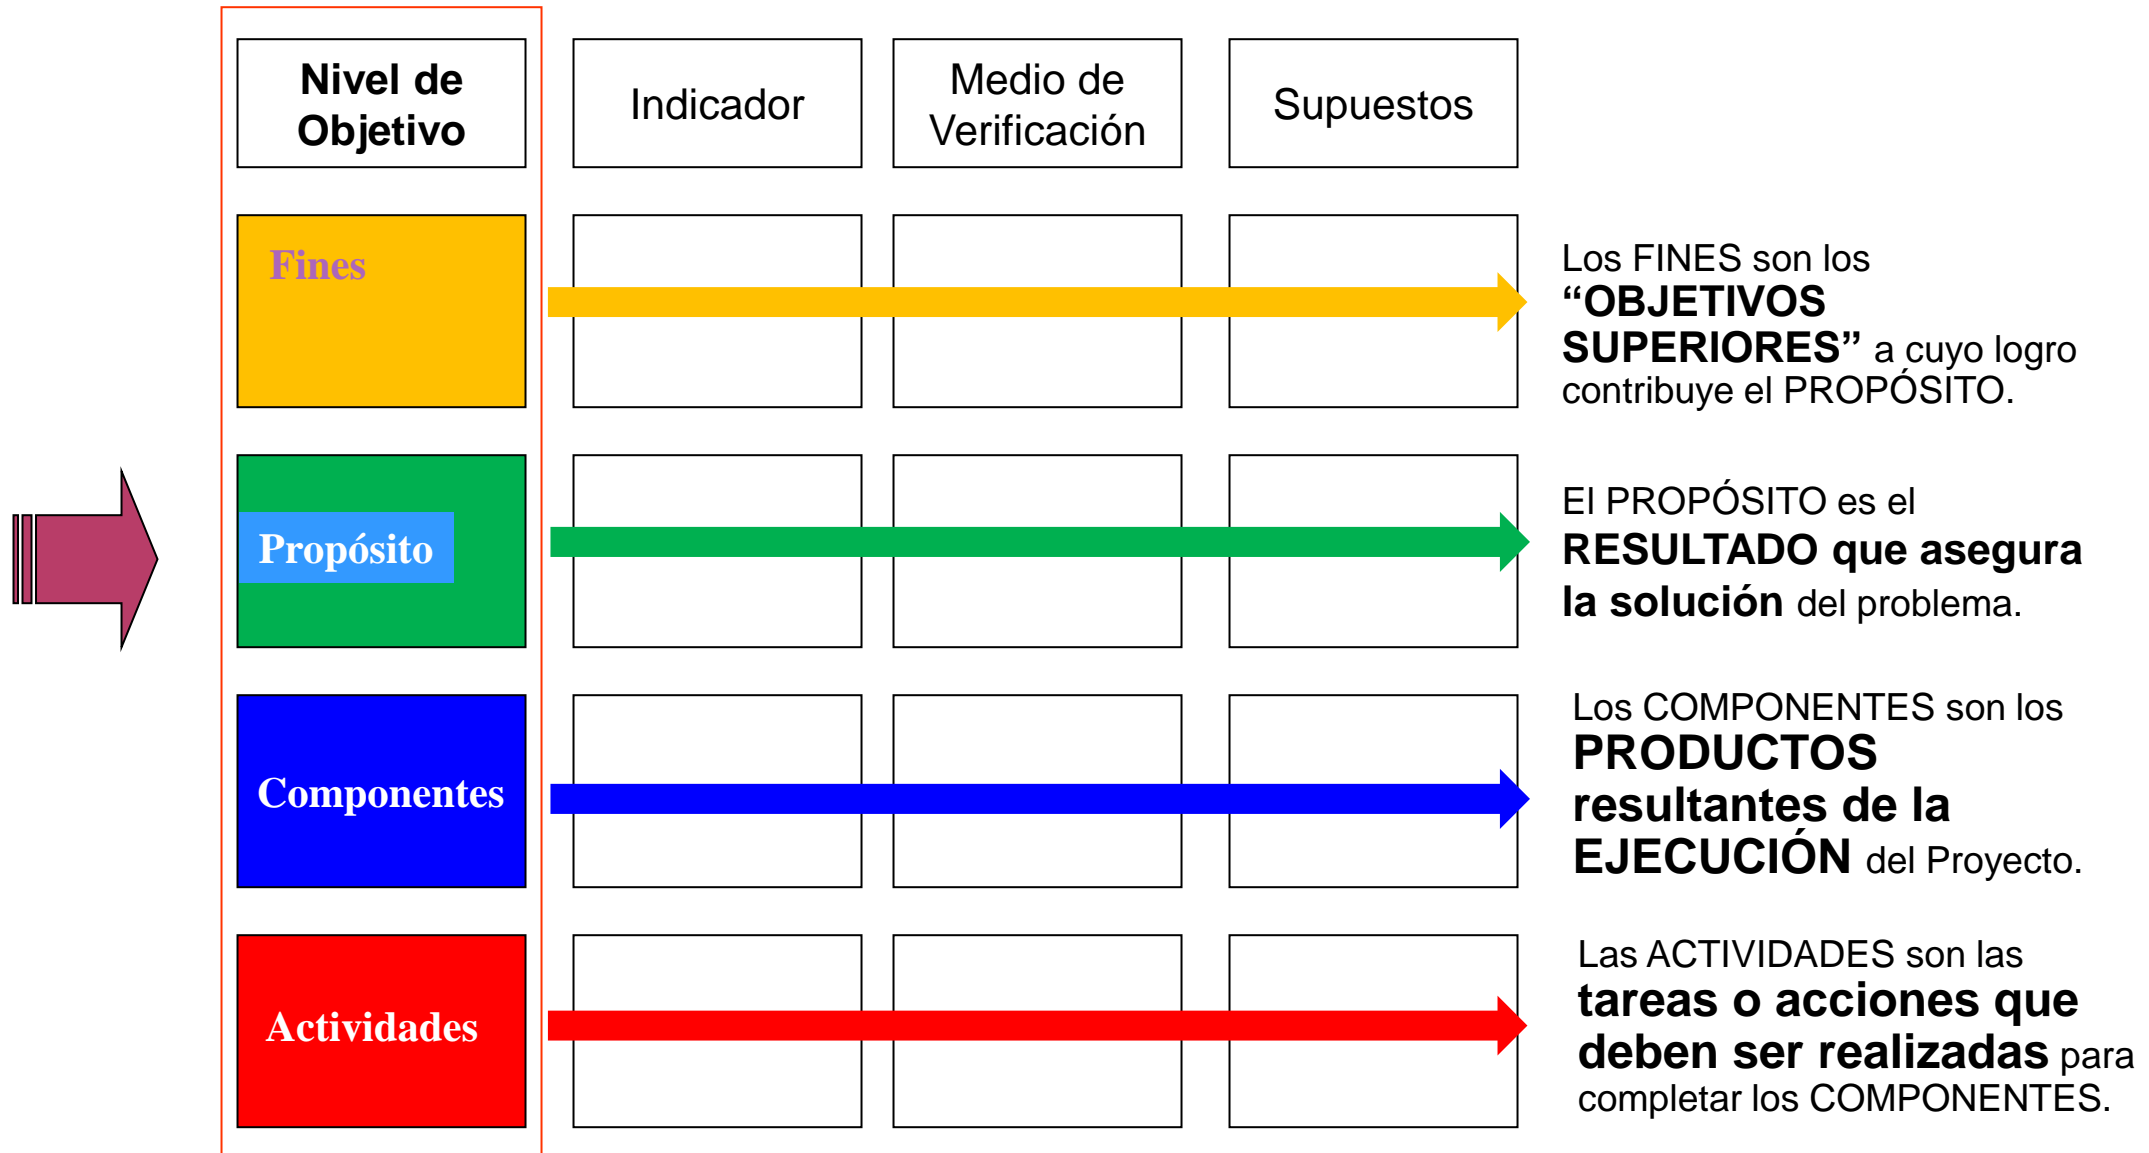 Nivel de
Objetivo
Indicador
Medio de
Verificación
Supuestos
Fines
Los FINES son los
“OBJETIVOS
SUPERIORES” a cuyo logro
contribuye el PROPÓSITO.
Propósito
El PROPÓSITO es el
RESULTADO que asegura
la solución del problema.
Componentes
Los COMPONENTES son los
PRODUCTOS
resultantes de la
EJECUCIÓN del Proyecto.
Actividades
Las ACTIVIDADES son las
tareas o acciones que
deben ser realizadas para
completar los COMPONENTES.